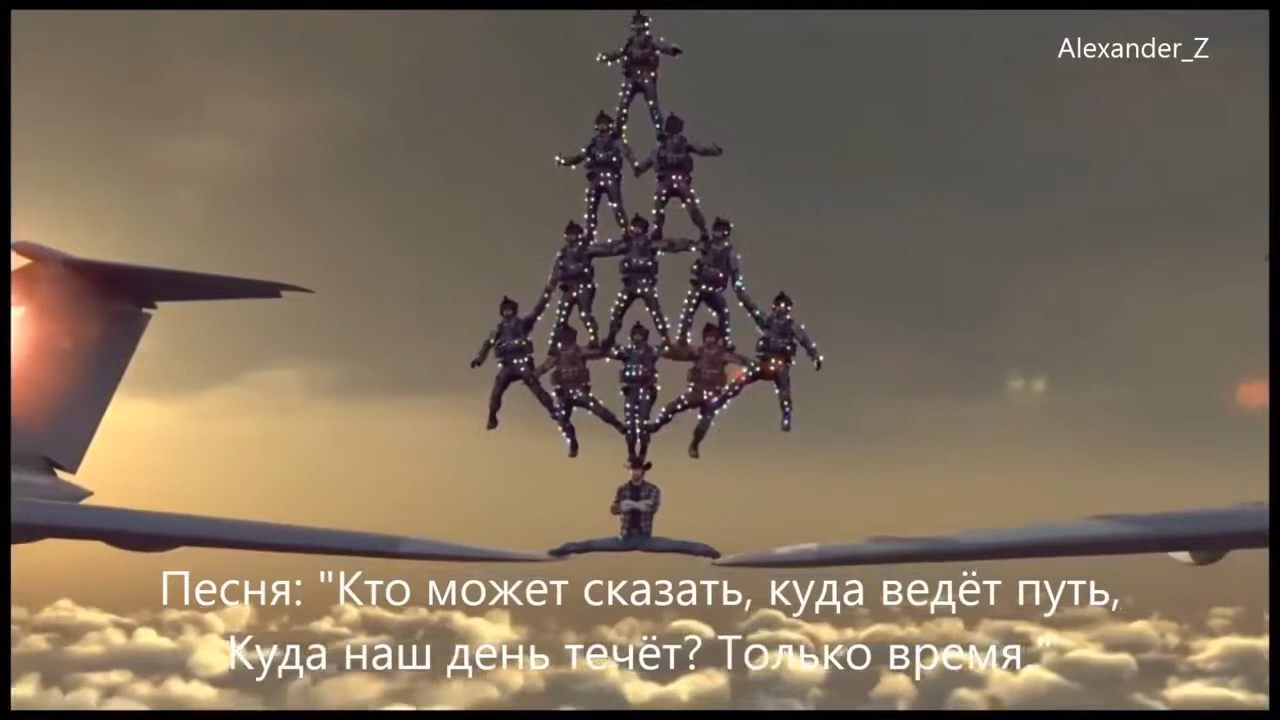 Alexander_Z
Песня: "Кто может сказать, куда ведёт путь,
Куда наш день течёт? Только время."